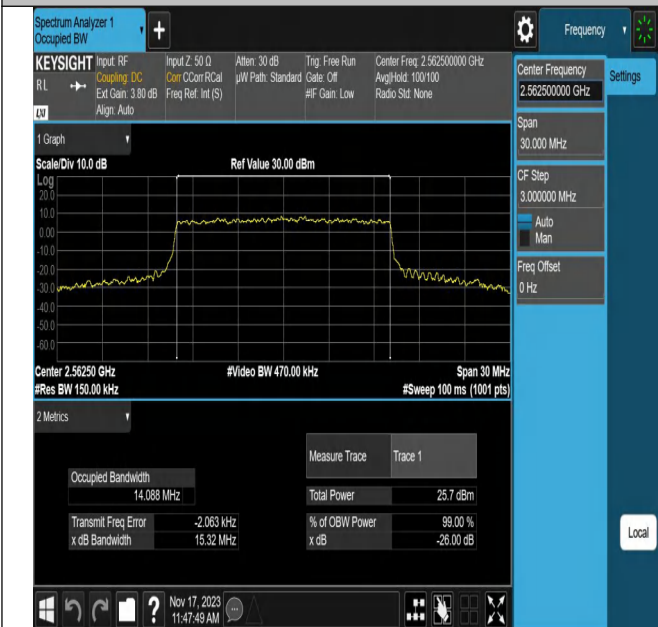 Spectrum Analyzer 1
Occupied BW
+
Frequency
KEYSIGHT
RL
LXI
Input: RF
Coupling: DC
Ext Gain: 3.80 dB
Align: Auto
Input Z: 50 Ω
Corr CCorr RCal
Freq Ref: Int (S)
Atten: 30 dB
µW Path: Standard
Trig: Free Run
Gate: Off
#IF Gain: Low
Center Freq: 2.562500000 GHz
Avg|Hold: 100/100
Radio Std: None
Center Frequency
2.562500000 GHz
Settings
Span
30.000 MHz
CF Step
3.000000 MHz
Auto
Man
Freq Offset
0 Hz
1 Graph
Scale/Div 10.0 dB
Ref Value 30.00 dBm
Log
20.0
10.0
0.00
-10.0
-20.0
-30.0
-40.0
-50.0
-60.0
Center 2.56250 GHz
#Video BW 470.00 kHz
Span 30 MHz
#Res BW 150.00 kHz
#Sweep 100 ms (1001 pts)
2 Metrics
Measure Trace
Trace 1
Occupied Bandwidth
14.088 MHz
Total Power
25.7 dBm
Transmit Freq Error
-2.063 kHz
% of OBW Power
99.00 %
x dB Bandwidth
15.32 MHz
x dB
-26.00 dB
Local
?
Nov 17, 2023
11:47:49 AM